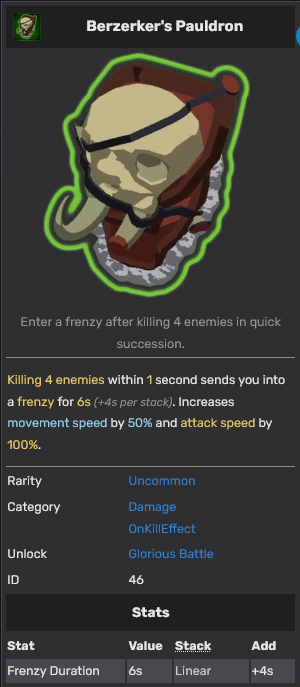 Berzerker's Pauldron
Enter a frenzy after killing 4 enemies in quick
succession.
Killing 4 enemies within 1 second sends you into
a frenzy for 6s (+4s per stack). Increases
movement speed by 50% and attack speed by
100%.
Rarity Uncommon
Category Damage
OnKillEffect
Unlock Glorious Battle
ID 46
Stats
Stat Value Stack Add
Frenzy Duration 6s Linear +4s